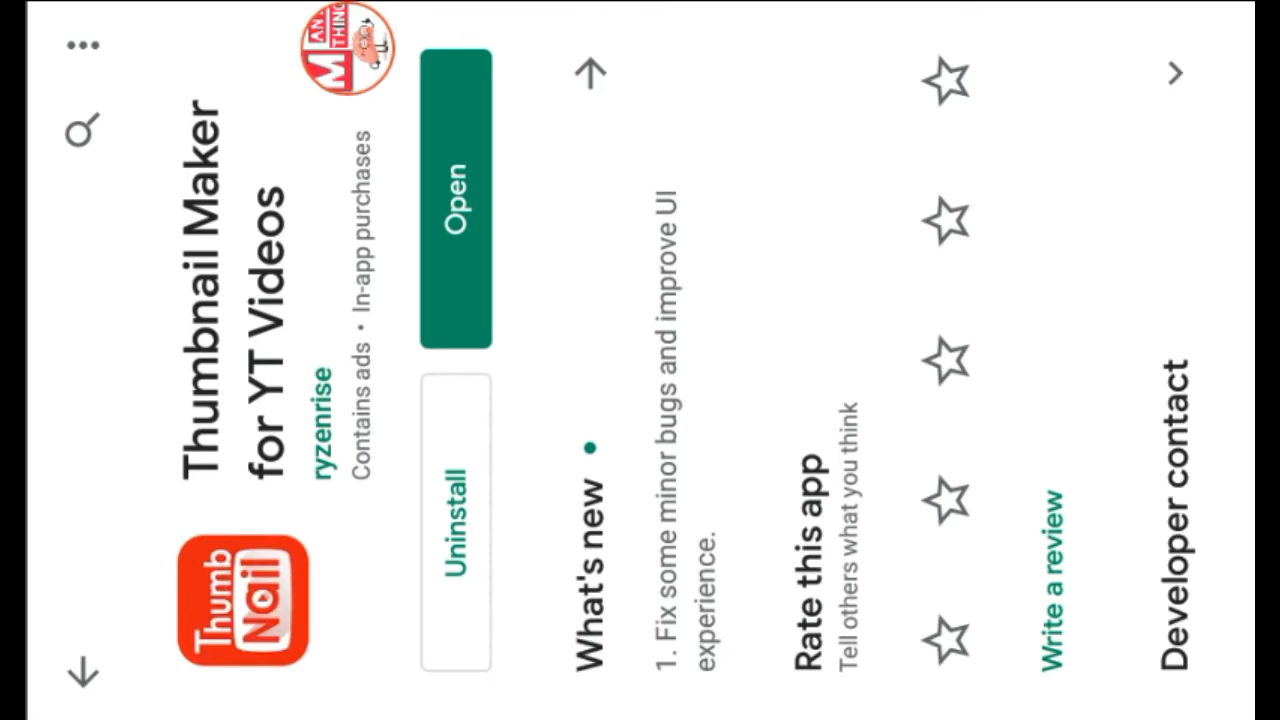 Thumbnail Maker
for YT Videos
ryzenrise
Contains ads • In-app purchases
Thumb
Nail
M
AN
THING
Uninstall
Open
What's new •
1. Fix some minor bugs and improve UI
experience.
Rate this app
Tell others what you think
Write a review
Developer contact